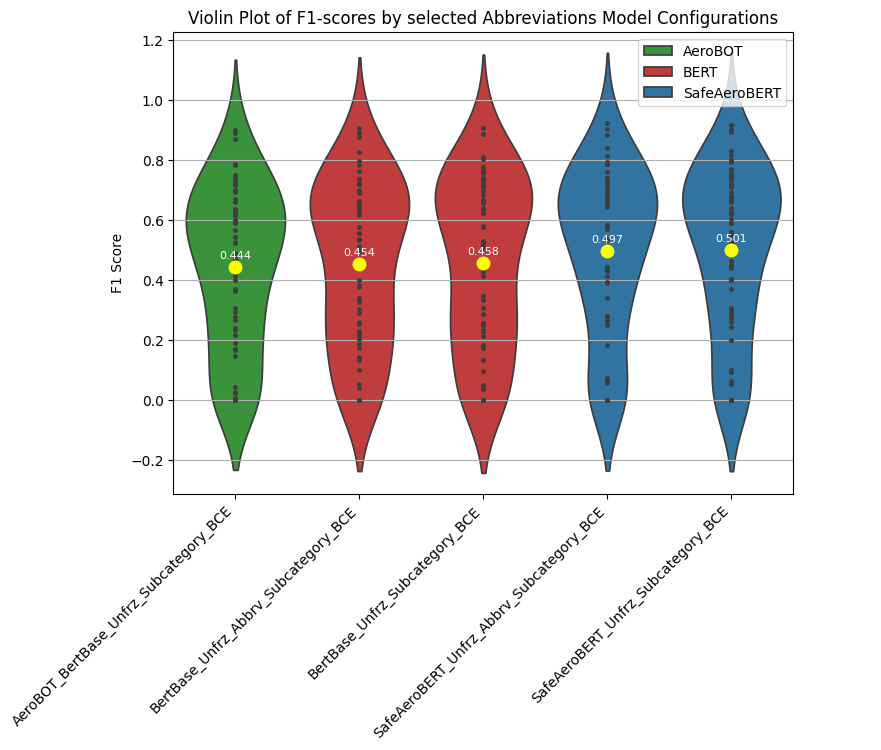 Violin Plot of F1-scores by selected Abbreviations Model Configurations
AeroBOT
BERT
SafeAeroBERT
F1 Score
1.2
1.0
0.8
0.6
0.4
0.2
0.0
−0.2
0.444
0.454
0.458
0.497
0.501
AeroBOT_BertBase_Unfrz_Subcategory_BCE
BertBase_Unfrz_Abbrv_Subcategory_BCE
BertBase_Unfrz_Subcategory_BCE
SafeAeroBERT_Unfrz_Abbrv_Subcategory_BCE
SafeAeroBERT_Unfrz_Subcategory_BCE